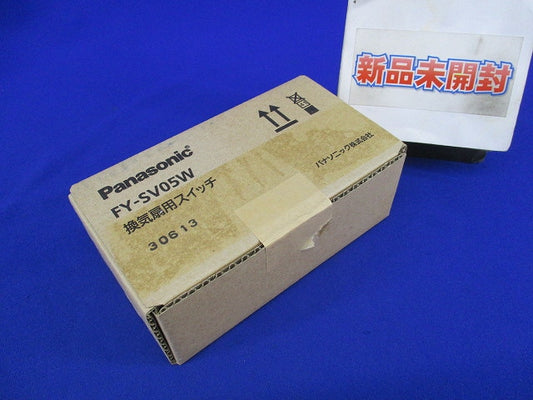 新品未開封
Panasonic
FY-SV05W
換気扇用スイッチ
30613
パナソニック株式会社